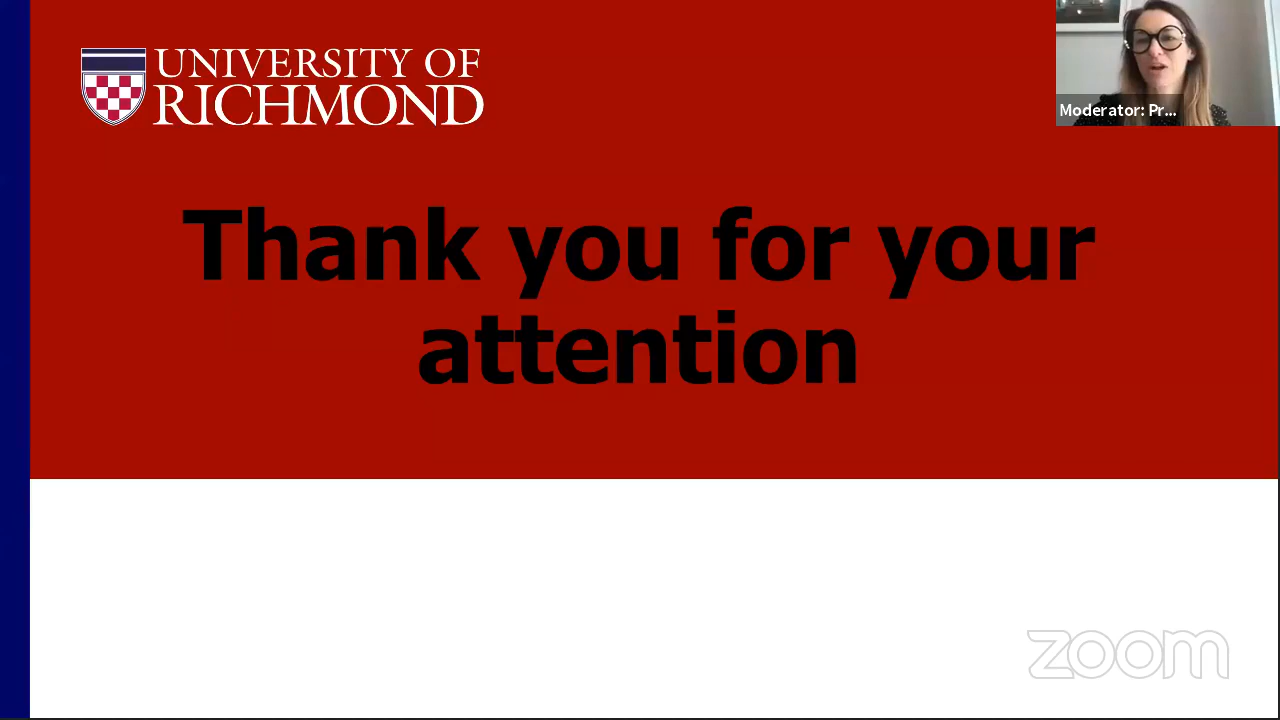 UNIVERSITY OF
RICHMOND
Moderator: Pr...
Thank you for your
attention
zoom